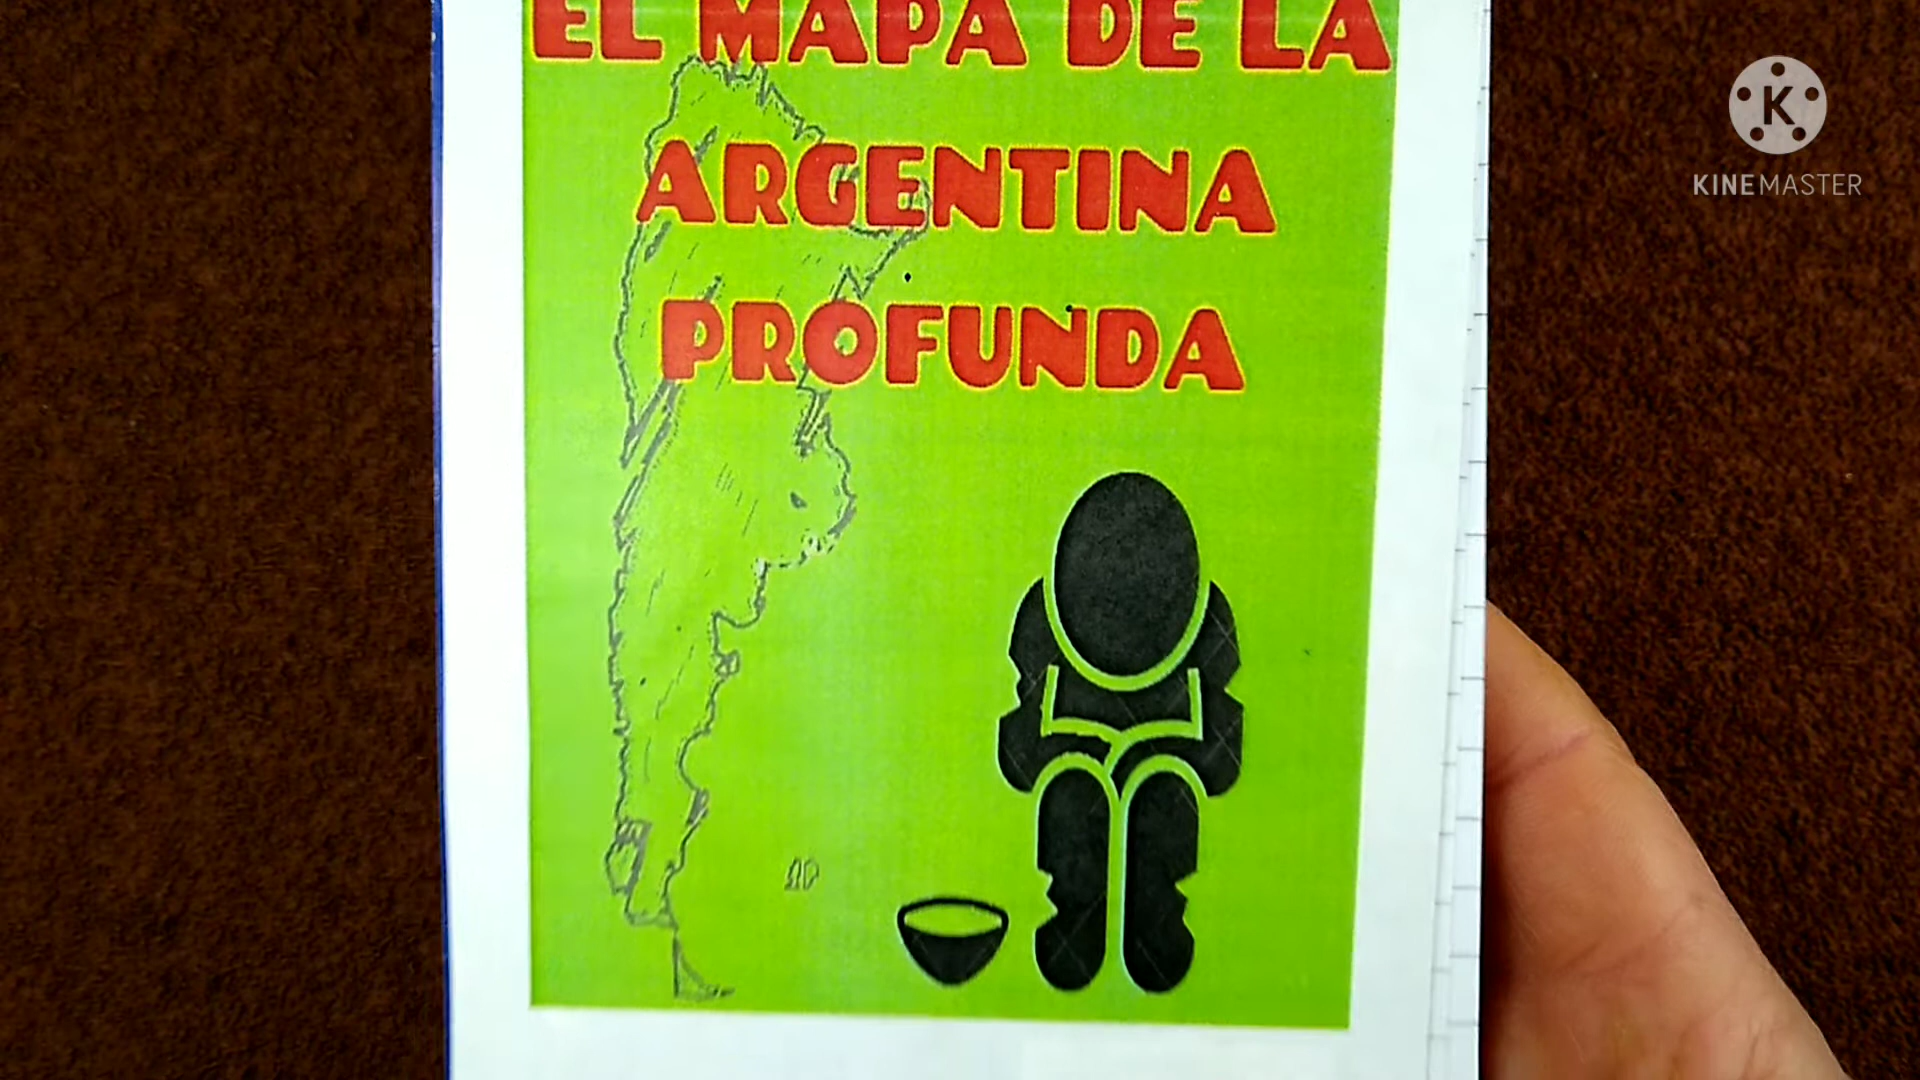 EL MAPA DE LA
ARGENTINA
PROFUNDA
K
KINEMASTER